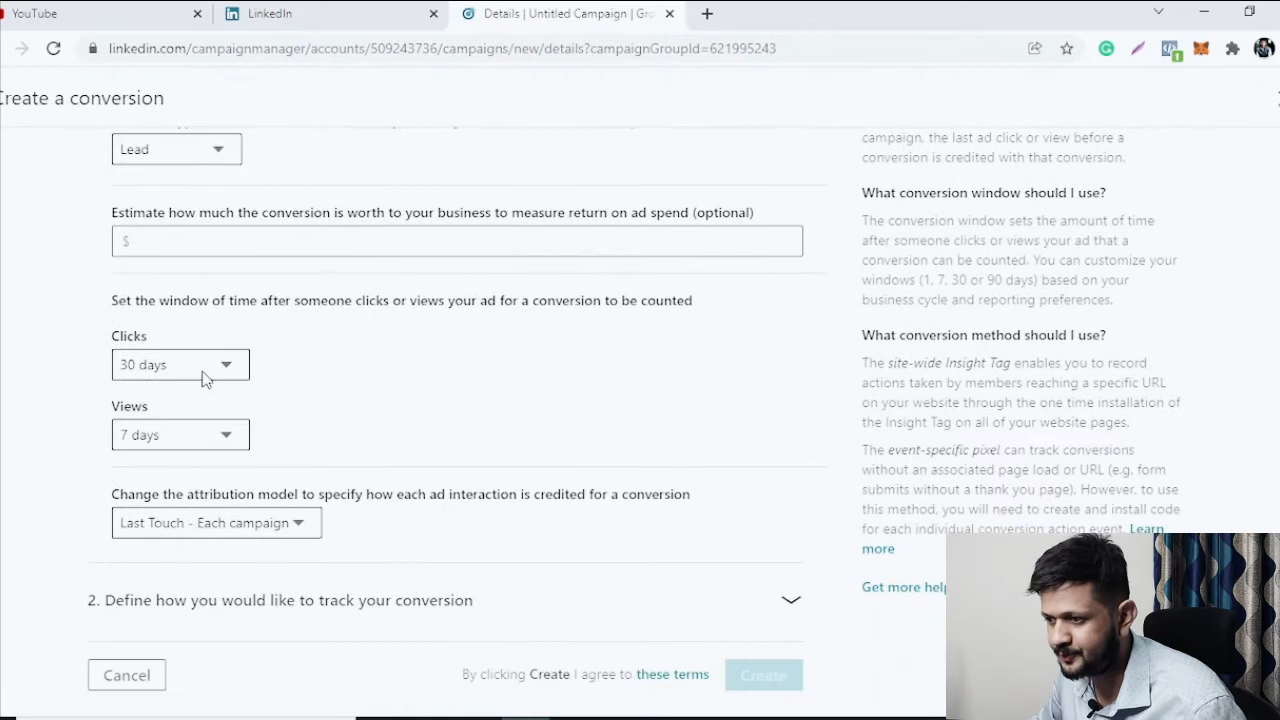 YouTube
LinkedIn
Details | Untitled Campaign | Gro
linkedin.com/campaignmanager/accounts/509243736/campaigns/new/details?campaignGroupId=621995243
1
Create a conversion
Lead
Estimate how much the conversion is worth to your business to measure return on ad spend (optional)
$
Set the window of time after someone clicks or views your ad for a conversion to be counted
Clicks
30 days
Views
7 days
Change the attribution model to specify how each ad interaction is credited for a conversion
Last Touch - Each campaign
2. Define how you would like to track your conversion
Cancel
By clicking Create I agree to these terms
Create
campaign, the last ad click or view before a
conversion is credited with that conversion.
What conversion window should I use?
The conversion window sets the amount of time
after someone clicks or views your ad that a
conversion can be counted. You can customize your
windows (1, 7, 30 or 90 days) based on your
business cycle and reporting preferences.
What conversion method should I use?
The site-wide Insight Tag enables you to record
actions taken by members reaching a specific URL
on your website through the one time installation of
the Insight Tag on all of your website pages.
The event-specific pixel can track conversions
without an associated page load or URL (e.g. form
submits without a thank you page). However, to use
this method, you will need to create and install code
for each individual conversion action event. Learn
more
Get more help